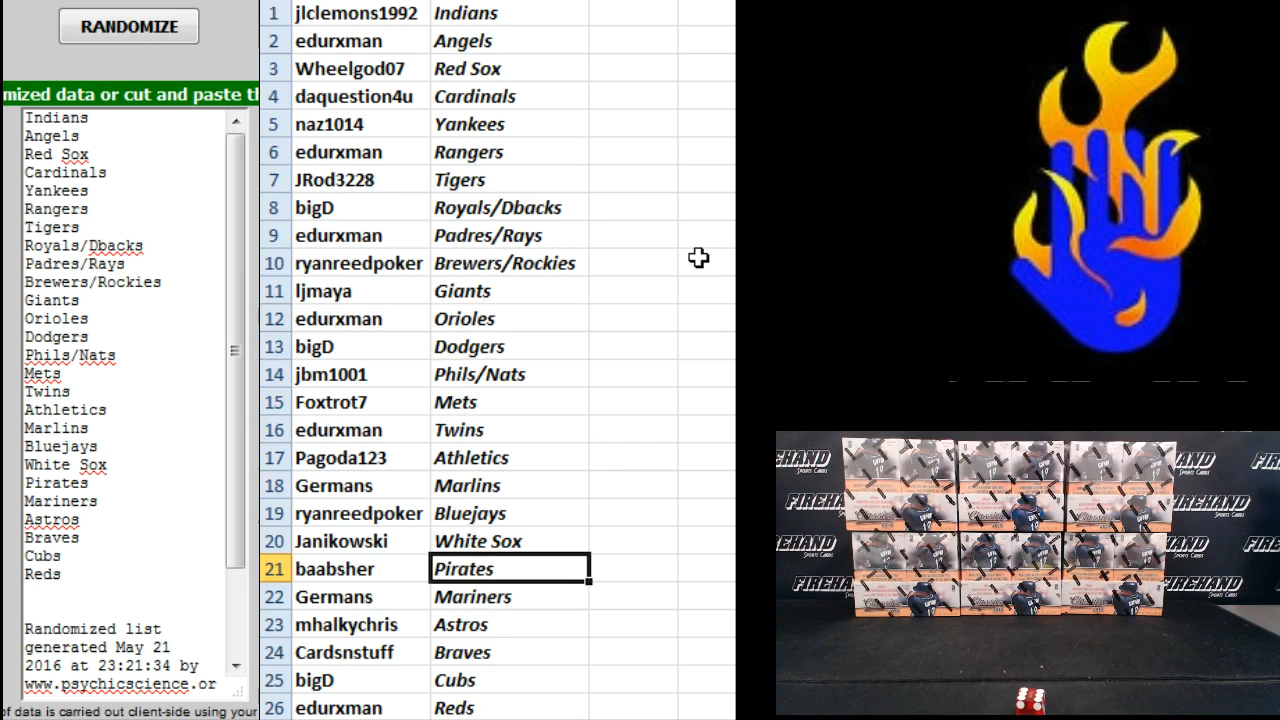 RANDOMIZE
mized data or cut and paste th
Indians
Angels
Red Sox
Cardinals
Yankees
Rangers
Tigers
Royals/Dbacks
Padres/Rays
Brewers/Rockies
Giants
Orioles
Dodgers
Phils/Nats
Mets
Twins
Athletics
Marlins
Bluejays
White Sox
Pirates
Mariners
Astros
Braves
Cubs
Reds
Randomized list
generated May 21
2016 at 23:21:34 by
www.psychicscience.or
of data is carried out client-side using your
1 jlclemons1992 Indians
2 edurxman Angels
3 Wheelgod07 Red Sox
4 daquestion4u Cardinals
5 naz1014 Yankees
6 edurxman Rangers
7 JRod3228 Tigers
8 bigD Royals/Dbacks
9 edurxman Padres/Rays
10 ryanreedpoker Brewers/Rockies
11 ljmaya Giants
12 edurxman Orioles
13 bigD Dodgers
14 jbm1001 Phils/Nats
15 Foxtrot7 Mets
16 edurxman Twins
17 Pagoda123 Athletics
18 Germans Marlins
19 ryanreedpoker Bluejays
20 Janikowski White Sox
21 baabsher Pirates
22 Germans Mariners
23 mhalkychris Astros
24 Cardsnstuff Braves
25 bigD Cubs
26 edurxman Reds
FIREHAND
SPORTS CARDS